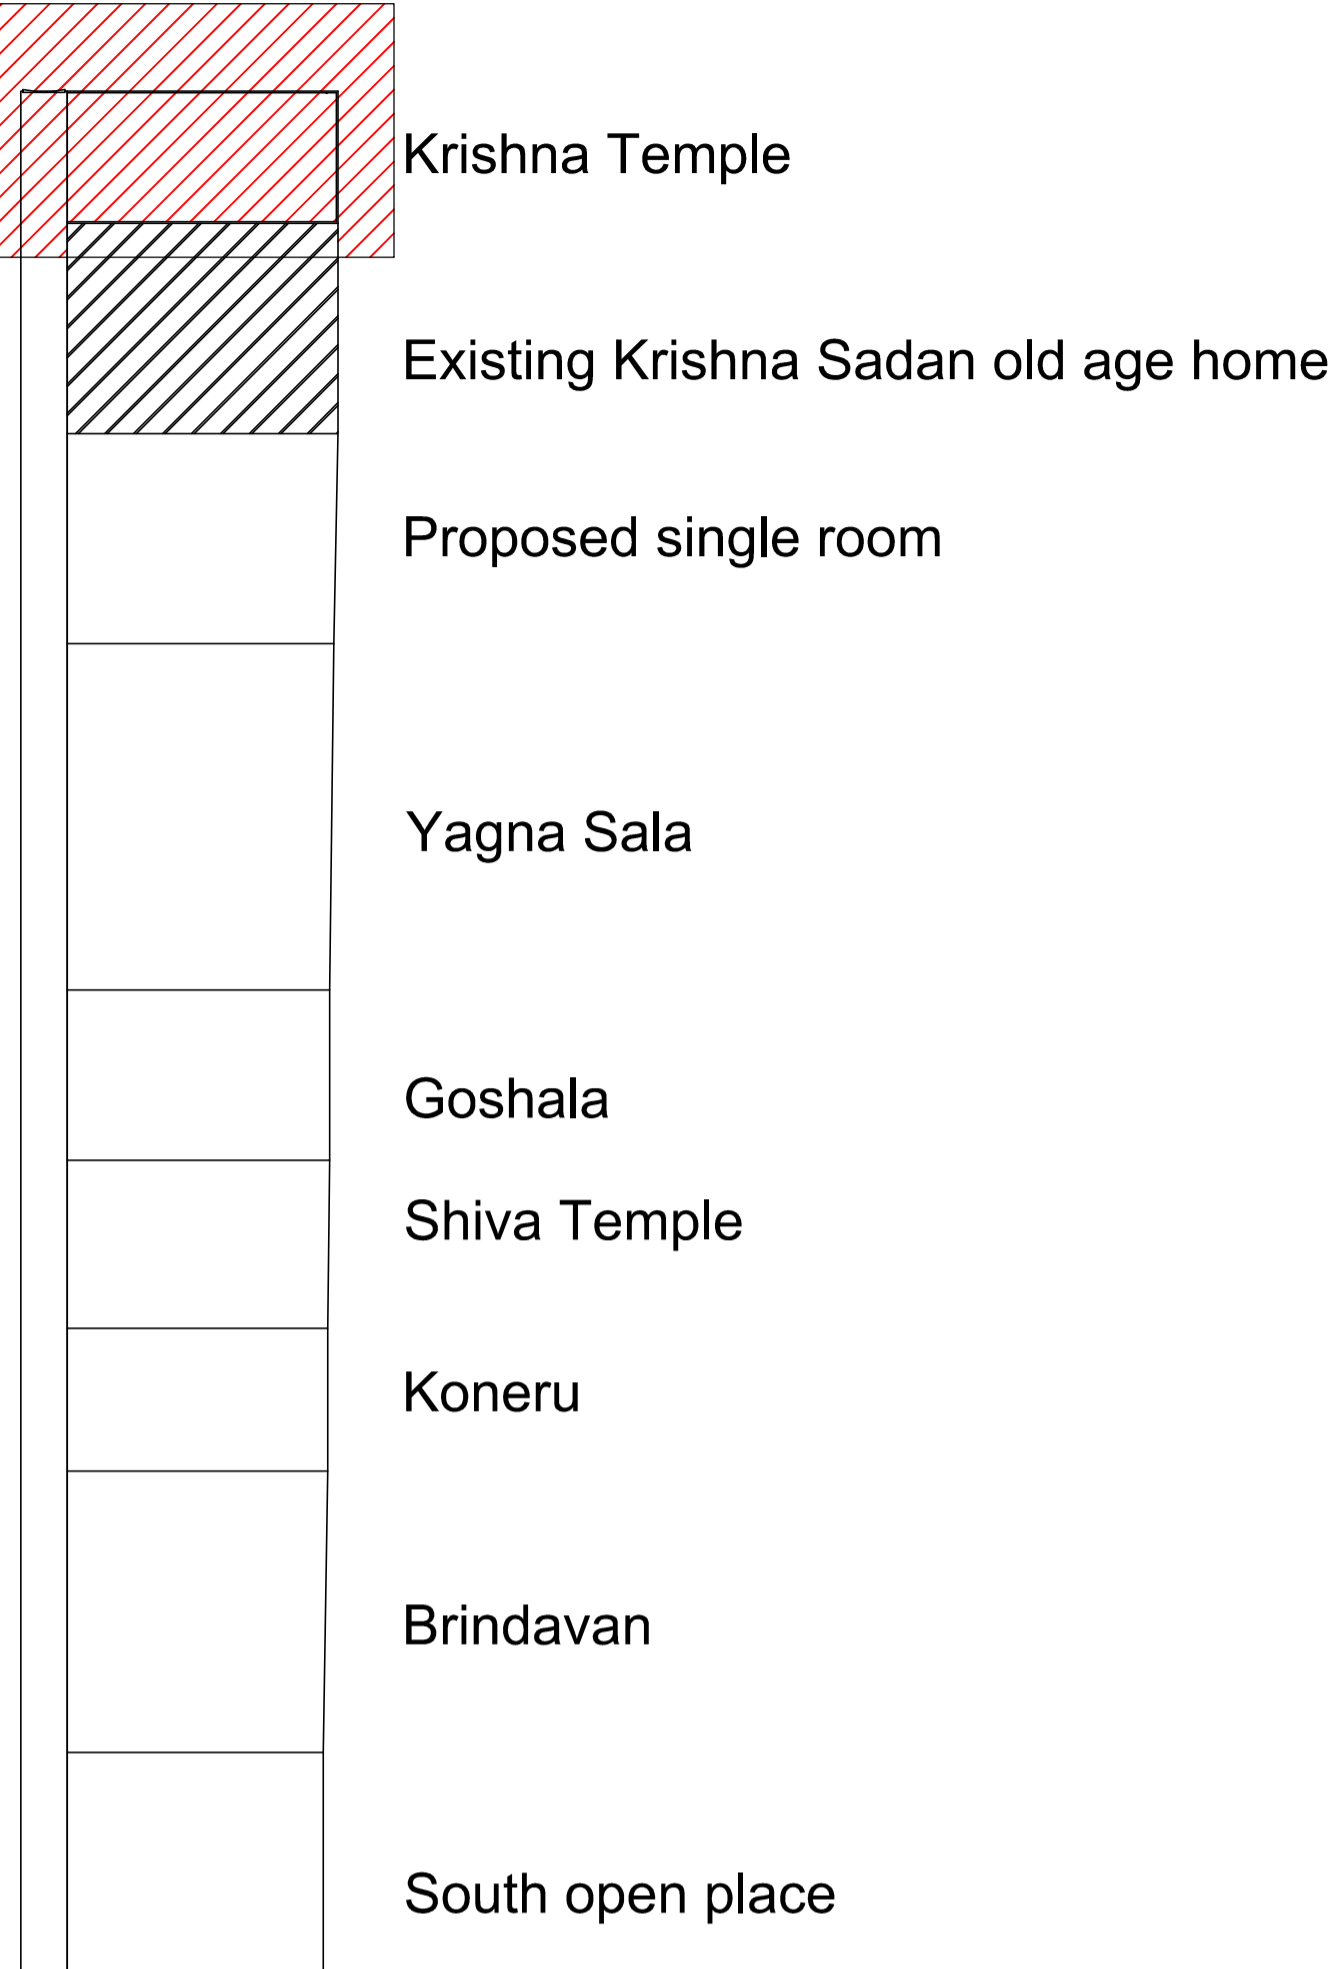 Krishna Temple
Existing Krishna Sadan old age home
Proposed single room
Yagna Sala
Goshala
Shiva Temple
Koneru
Brindavan
South open place